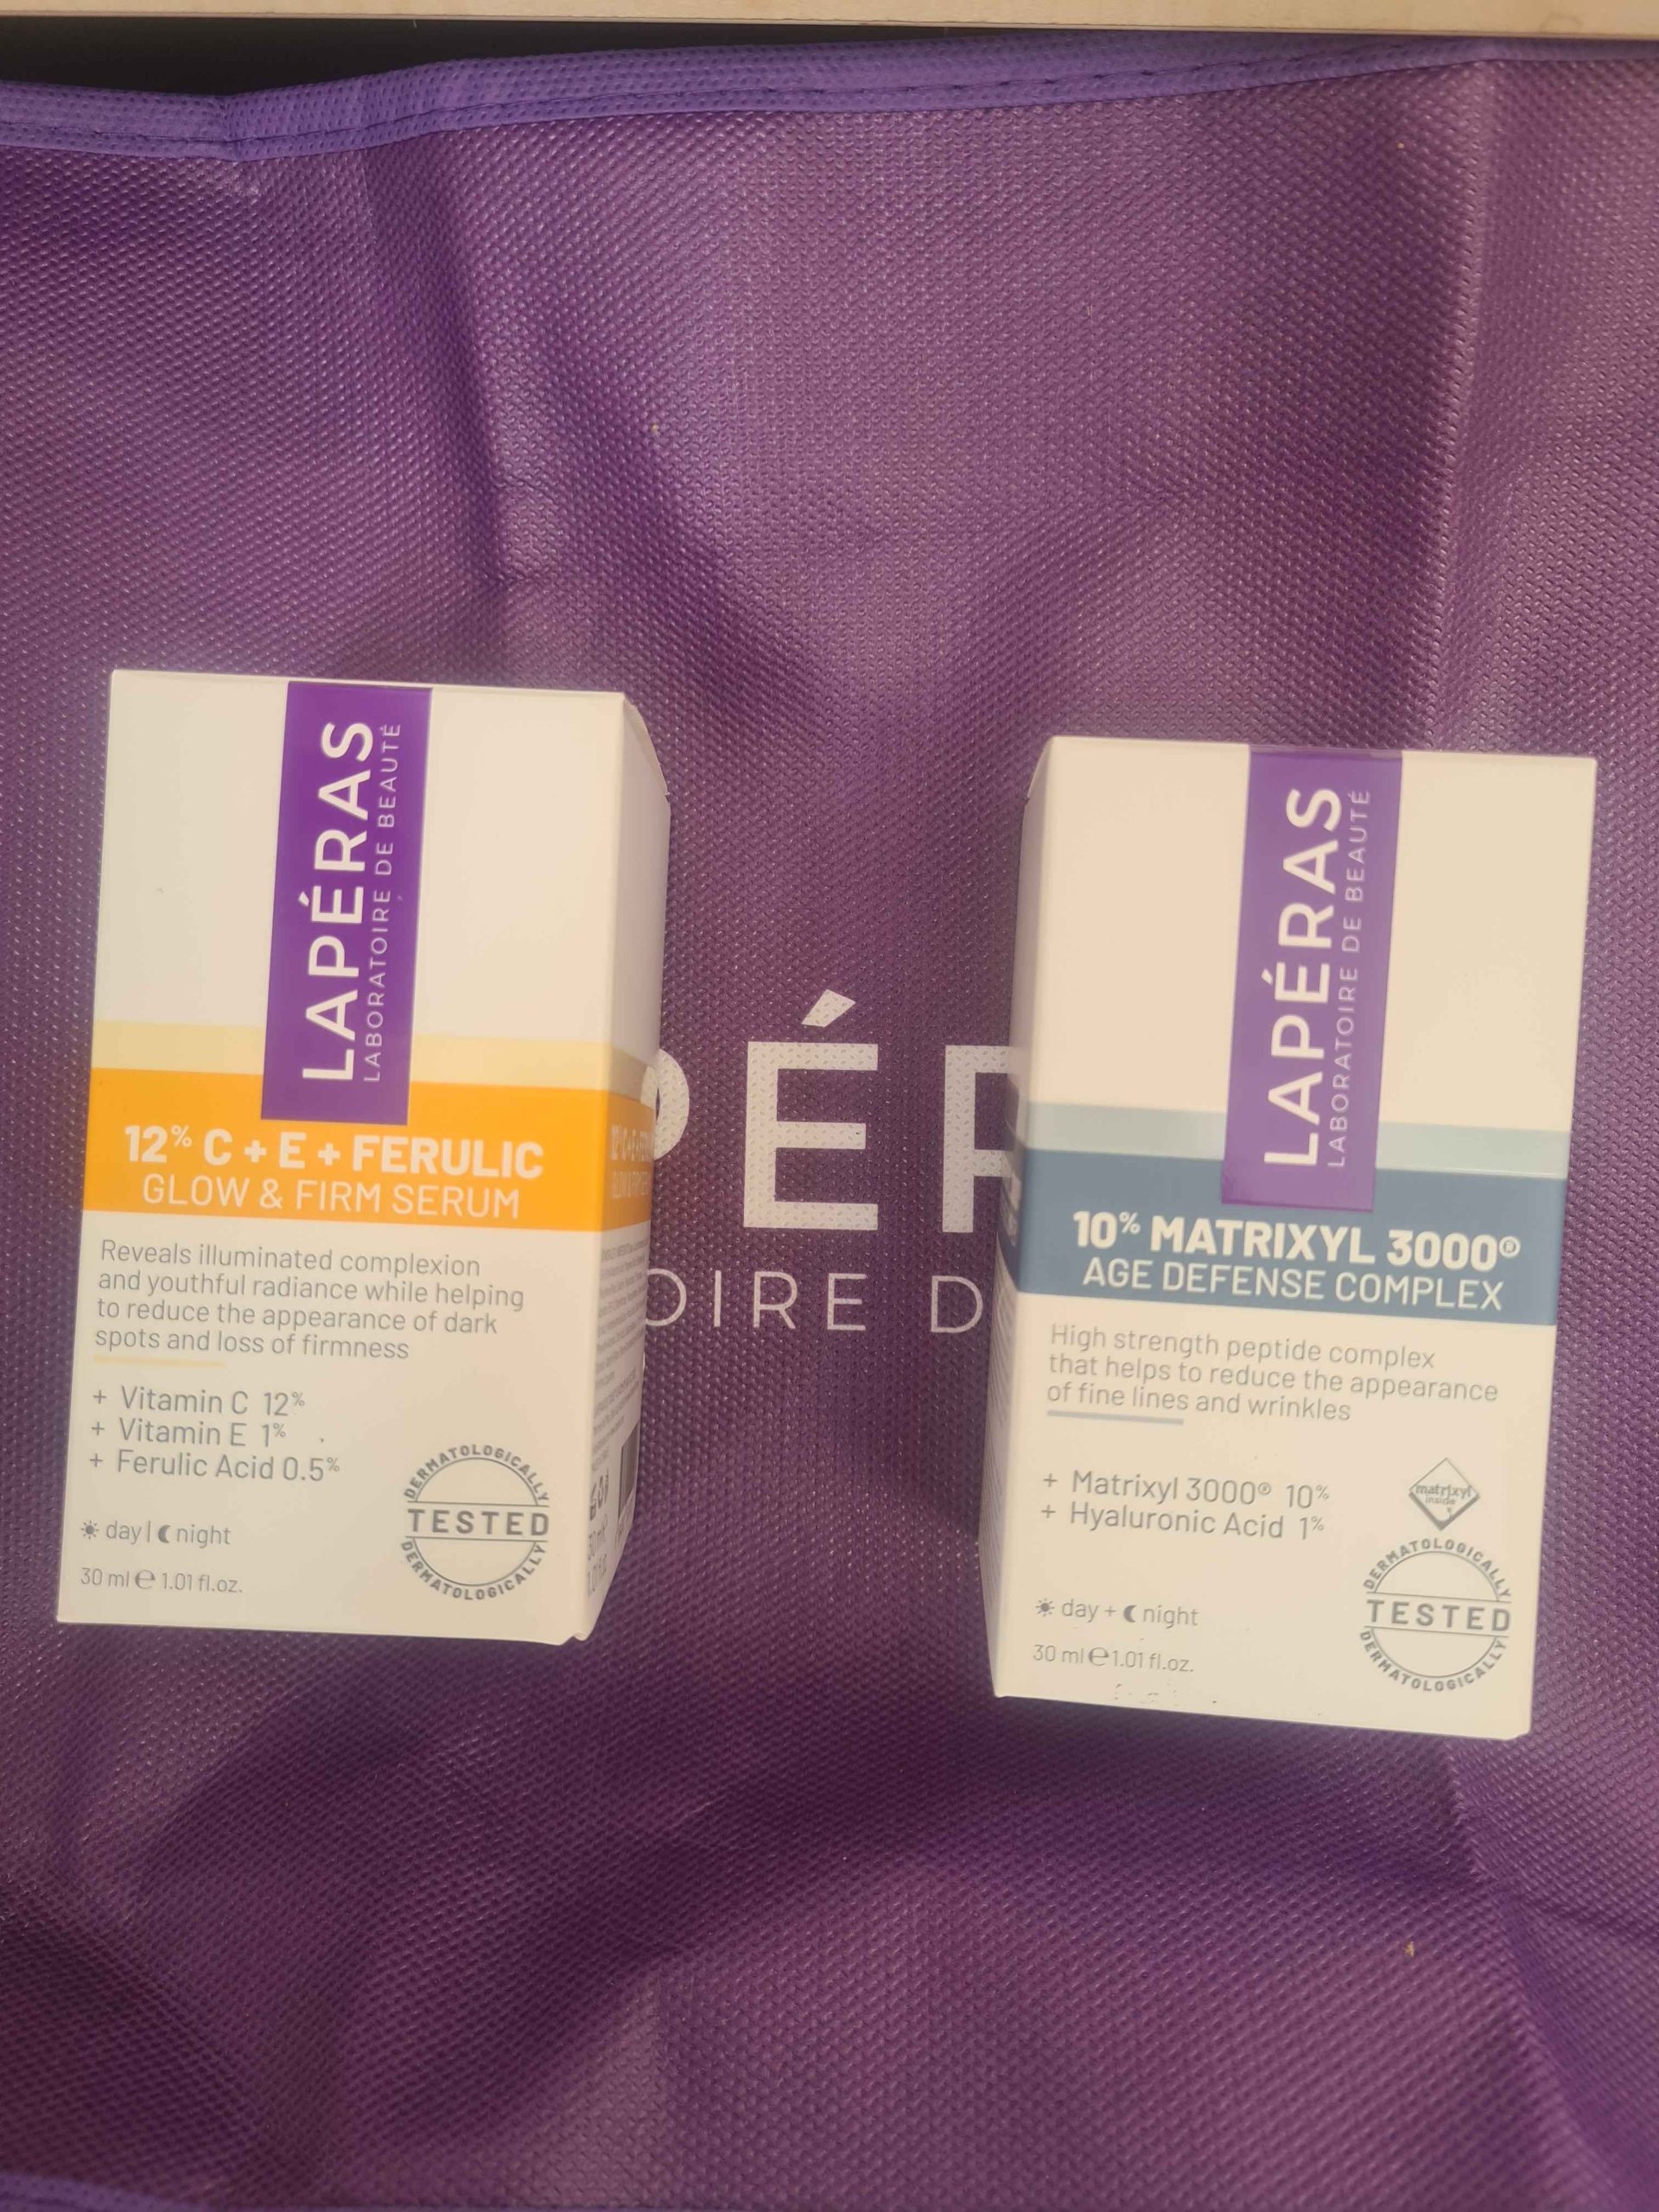 LAPÉRAS
LABORATOIRE DE BEAUTÉ
12% C + E + FERULIC
GLOW & FIRM SERUM
Reveals illuminated complexion
and youthful radiance while helping
to reduce the appearance of dark
spots and loss of firmness
+ Vitamin C 12%
+ Vitamin E 1%
+ Ferulic Acid 0.5%
day | night
30 ml ℮ 1.01 fl.oz.
DERMATOLOGICALLY
TESTED
DERMATOLOGICALLY
PÉR
OIRE D
LAPÉRAS
LABORATOIRE DE BEAUTÉ
10% MATRIXYL 3000®
AGE DEFENSE COMPLEX
High strength peptide complex
that helps to reduce the appearance
of fine lines and wrinkles
+ Matrixyl 3000® 10%
+ Hyaluronic Acid 1%
matrixyl
inside
day + night
30 ml ℮ 1.01 fl.oz.
DERMATOLOGICALLY
TESTED
DERMATOLOGICALLY